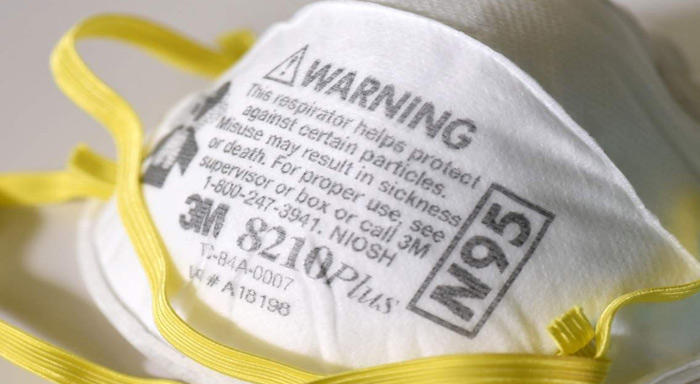 ⚠WARNING
This respirator helps protect
against certain particles.
Misuse may result in sickness
or death. For proper use, see
supervisor or box or call 3M
1-800-247-3941. NIOSH
3M 8210Plus
N95
TC-84A-0007
# A18198